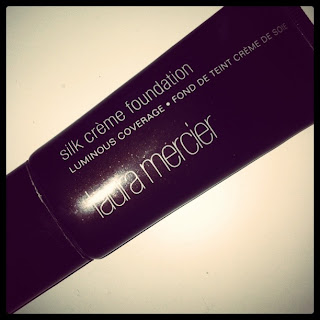 silk crème foundation
LUMINOUS COVERAGE • FOND DE TEINT CRÈME DE SOIE
laura mercier